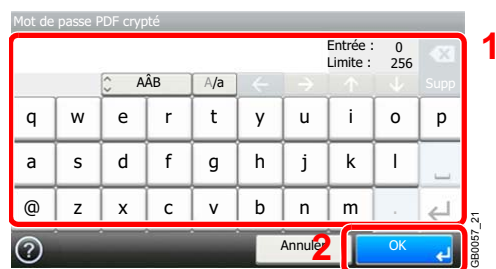 Mot de passe PDF crypté
1
Entrée : 0
Limite : 256
AÂB A/a Supp
q w e r t y u i o p
a s d f g h j k l
@ z x c v b n m .
? Annuler 2 OK
GB0057_21